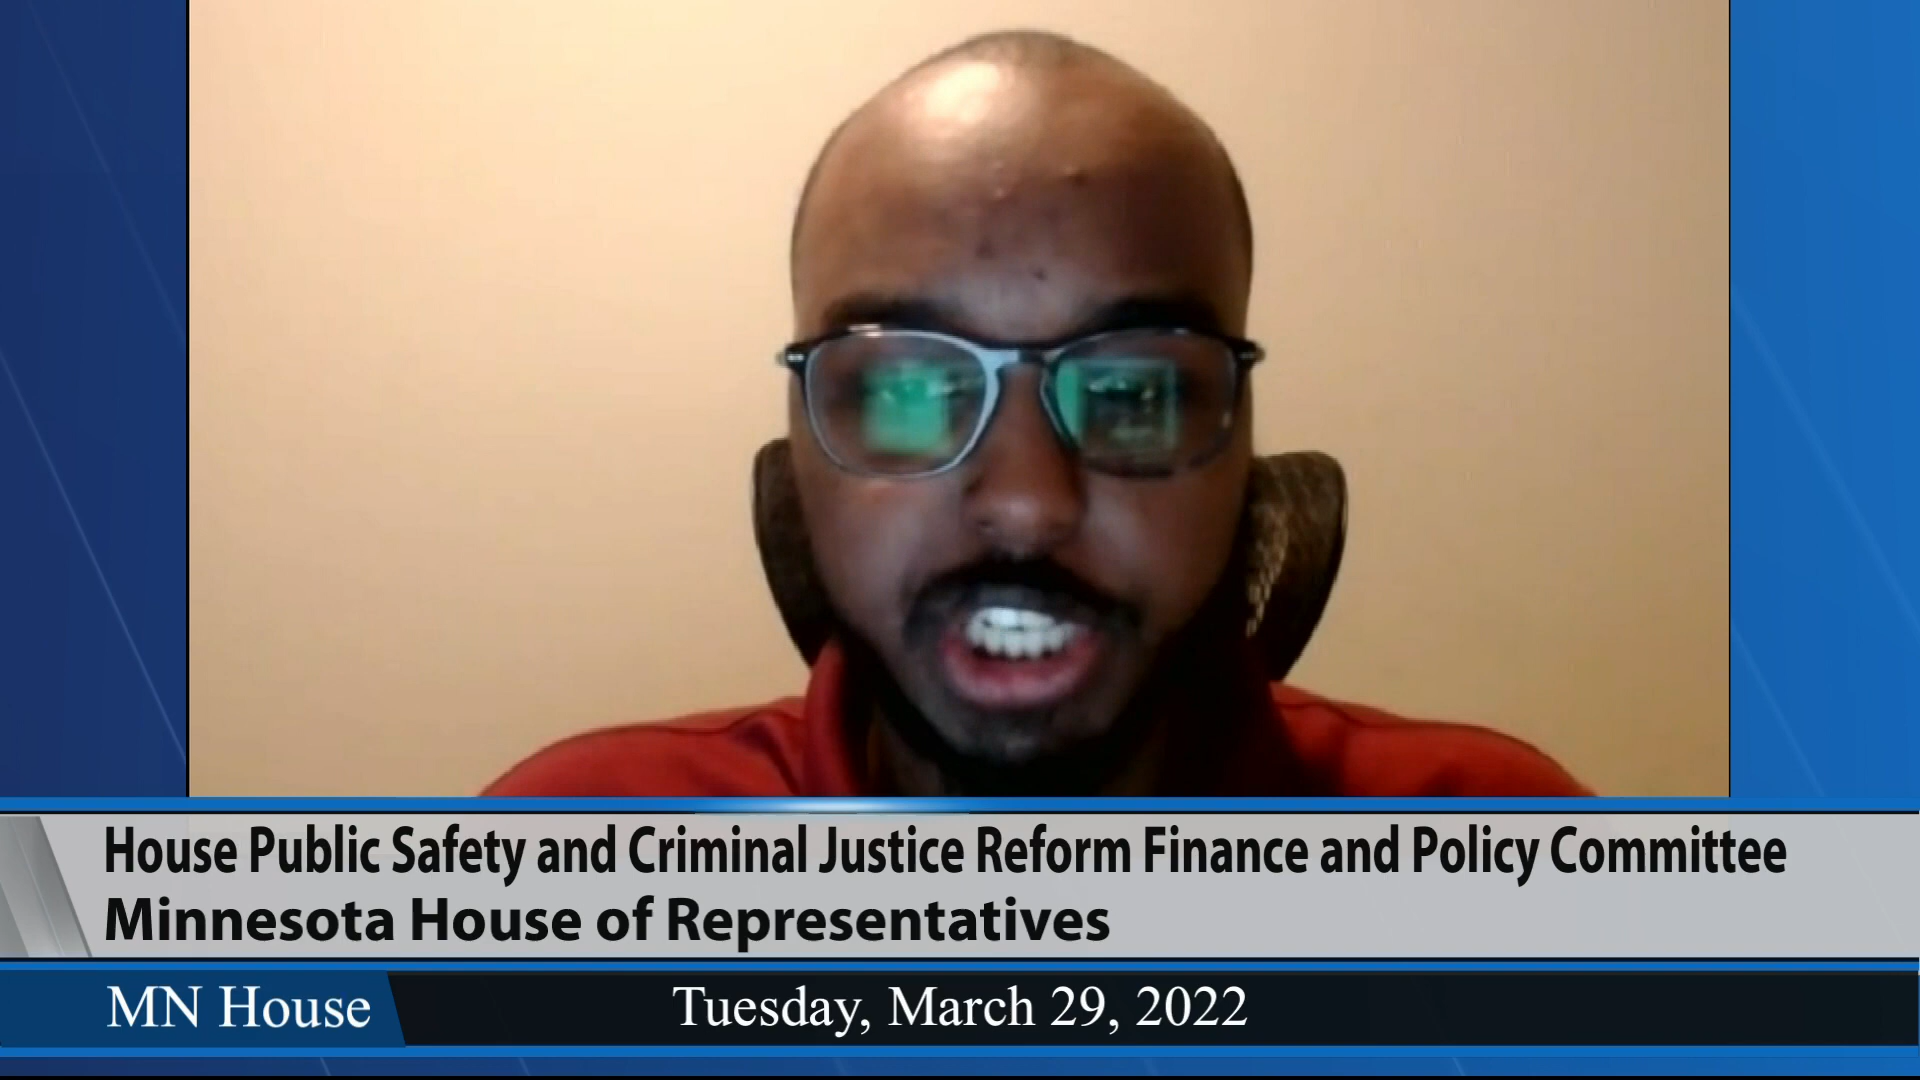 House Public Safety and Criminal Justice Reform Finance and Policy Committee
Minnesota House of Representatives
MN House
Tuesday, March 29, 2022